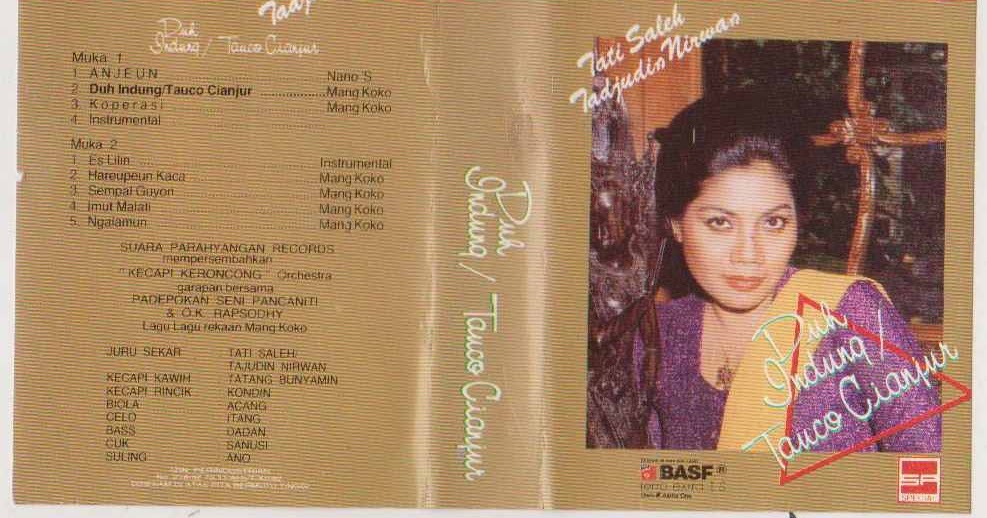 Duh
Indung / Tauco Cianjur
Muka 1
1. ANJEUN Nano S
2. Duh Indung/Tauco Cianjur .................. Mang Koko
3. Koperasi Mang Koko
4. Instrumental
Muka 2
1. Es Lilin .... Instrumental
2. Hareupeun Kaca Mang Koko
3. Sempal Guyon Mang Koko
4. Imut Malati Mang Koko
5. Ngalamun Mang Koko
SUARA PARAHYANGAN RECORDS
mempersembahkan
"KECAPI KERONCONG" Orchestra
garapan bersama
PADEPOKAN SENI PANCANITI
& O.K. RAPSODHY
Lagu Lagu rekaan Mang Koko
JURU SEKAR TATI SALEH/
TAJUDIN NIRWAN
KECAPI KAWIH TATANG BUNYAMIN
KECAPI RINCIK KONDIN
BIOLA ACANG
CELO ITANG
BASS DADAN
CUK SANUSI
SULING ANO
Duh
Indung / Tauco Cianjur
Tati Saleh
Tadjudin Nirwan
Duh
Indung /
Tauco Cianjur
BASF®
SP
SPECIAL